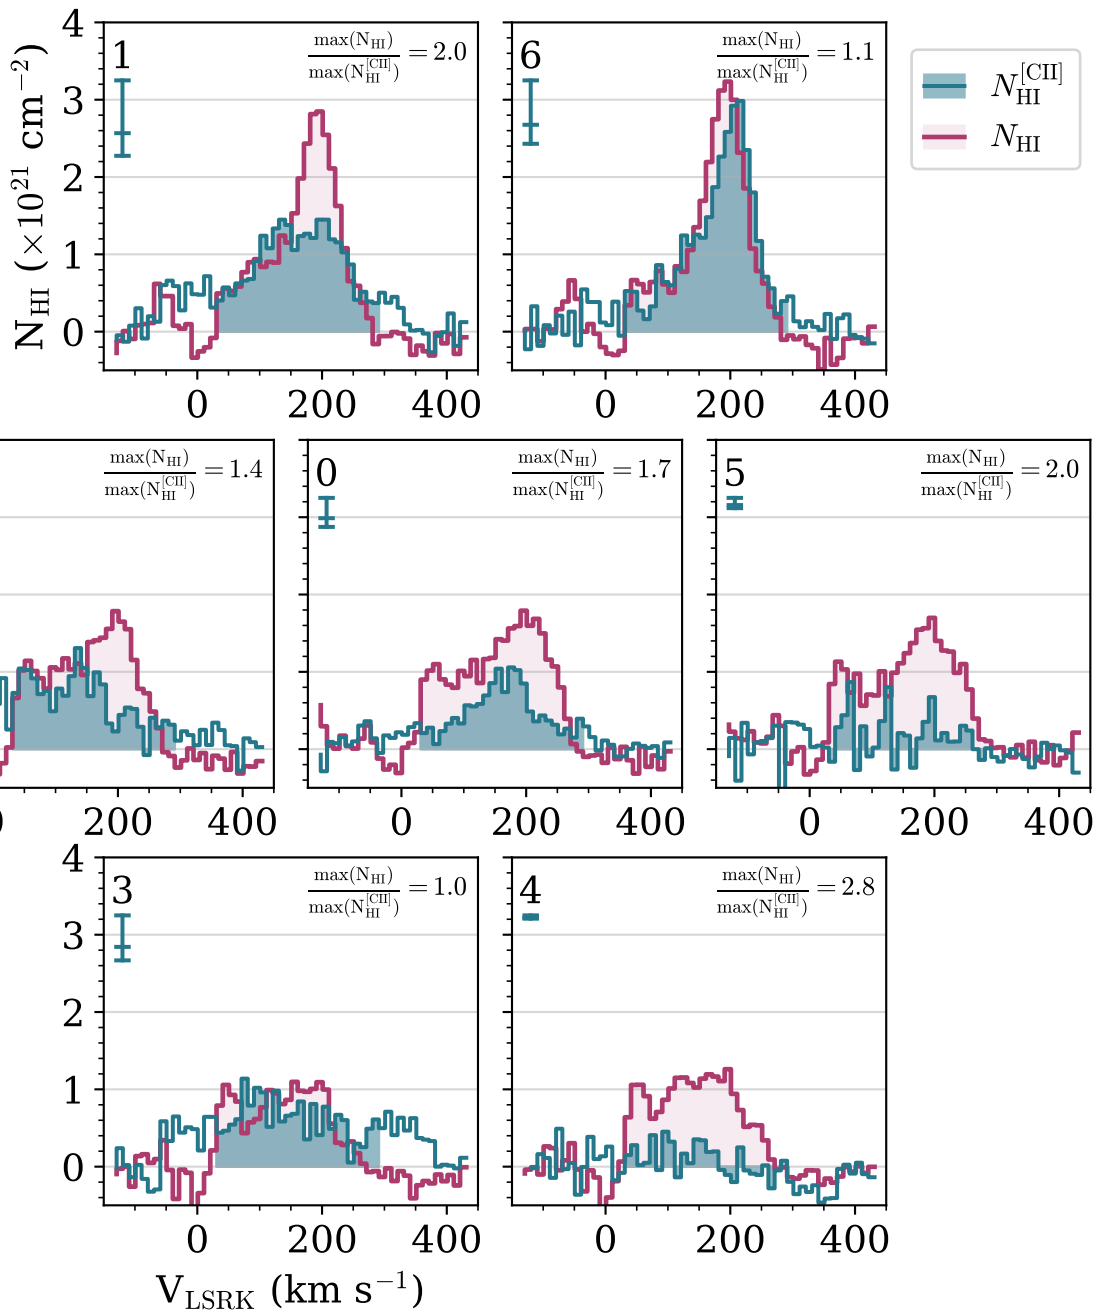 4
3
2
1
0
N_HI (×10^21 cm^−2)
1
max(N_HI) / max(N_HI^[CII]) = 2.0
0 200 400
6
max(N_HI) / max(N_HI^[CII]) = 1.1
0 200 400
N_HI^[CII]
N_HI
max(N_HI) / max(N_HI^[CII]) = 1.4
200 400
0
max(N_HI) / max(N_HI^[CII]) = 1.7
0 200 400
5
max(N_HI) / max(N_HI^[CII]) = 2.0
0 200 400
4
3
2
1
0
3
max(N_HI) / max(N_HI^[CII]) = 1.0
0 200 400
4
max(N_HI) / max(N_HI^[CII]) = 2.8
0 200 400
V_LSRK (km s^−1)